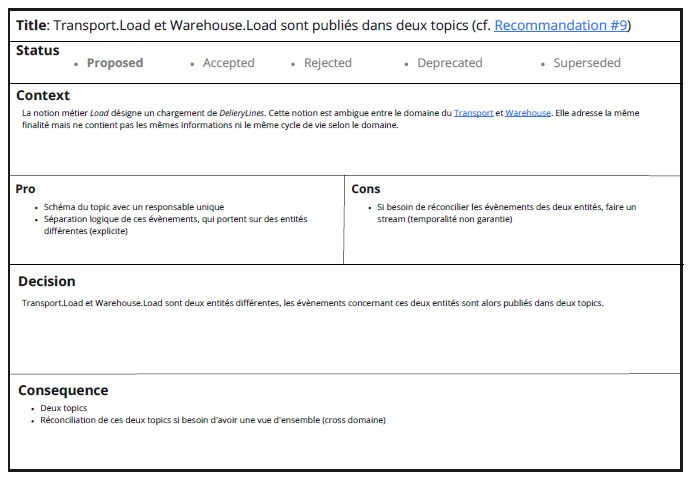 Title: Transport.Load et Warehouse.Load sont publiés dans deux topics (cf. Recommandation #9)
Status
• Proposed • Accepted • Rejected • Deprecated • Superseded
Context
La notion métier Load désigne un chargement de DelieryLines. Cette notion est ambigue entre le domaine du Transport et Warehouse. Elle adresse la même
finalité mais ne contient pas les mêmes informations ni le même cycle de vie selon le domaine.
Pro
• Schéma du topic avec un responsable unique
• Séparation logique de ces évènements, qui portent sur des entités
différentes (explicite)
Cons
• Si besoin de réconcilier les évènements des deux entités, faire un
stream (temporalité non garantie)
Decision
Transport.Load et Warehouse.Load sont deux entités différentes, les évènements concernant ces deux entités sont alors publiés dans deux topics.
Consequence
• Deux topics
• Réconciliation de ces deux topics si besoin d'avoir une vue d'ensemble (cross domaine)